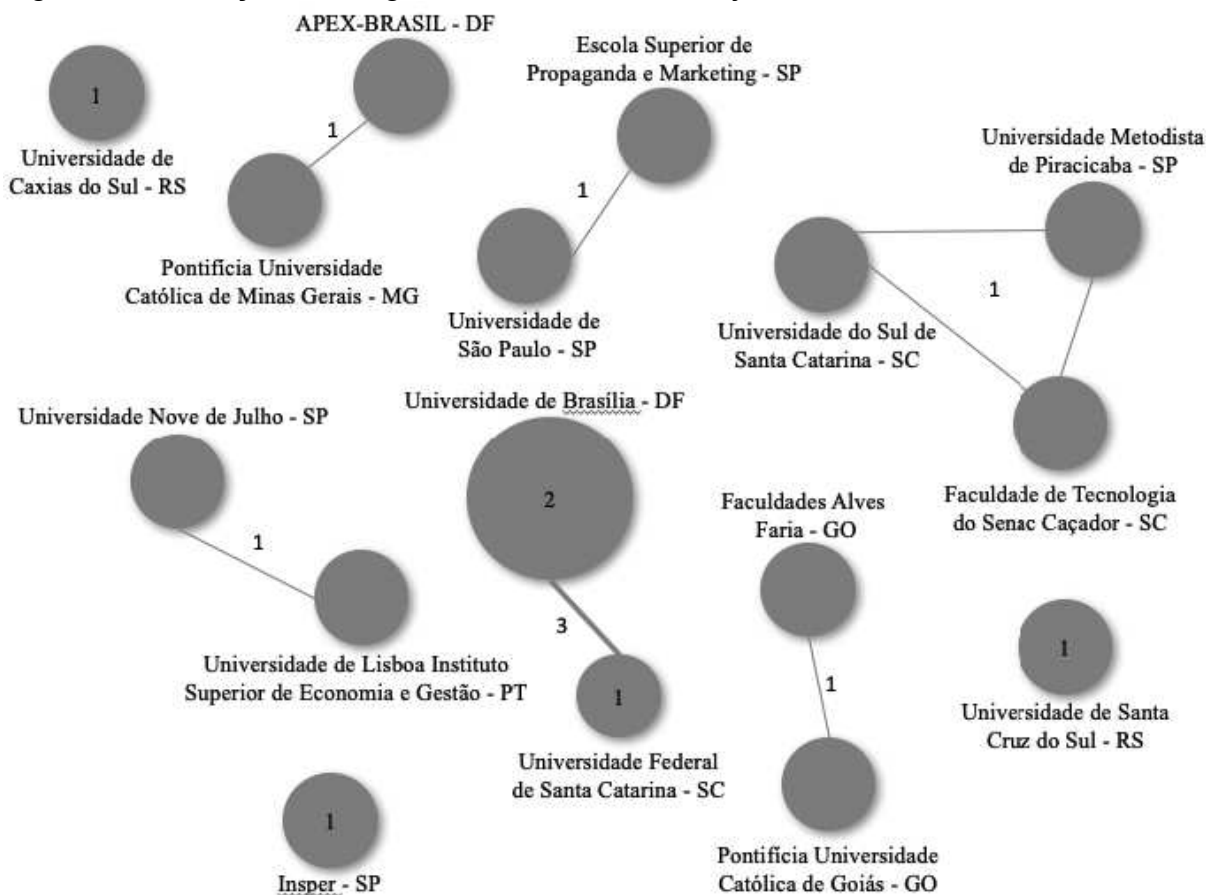 APEX-BRASIL - DF
1
Universidade de
Caxias do Sul - RS
1
Pontifícia Universidade
Católica de Minas Gerais - MG
Escola Superior de
Propaganda e Marketing - SP
1
Universidade de
São Paulo - SP
Universidade Metodista
de Piracicaba - SP
1
Universidade do Sul de
Santa Catarina - SC
Faculdade de Tecnologia
do Senac Caçador - SC
Universidade Nove de Julho - SP
1
Universidade de Lisboa Instituto
Superior de Economia e Gestão - PT
Universidade de Brasília - DF
2
3
1
Universidade Federal
de Santa Catarina - SC
Faculdades Alves
Faria - GO
1
Pontifícia Universidade
Católica de Goiás - GO
1
Universidade de Santa
Cruz do Sul - RS
1
Insper - SP